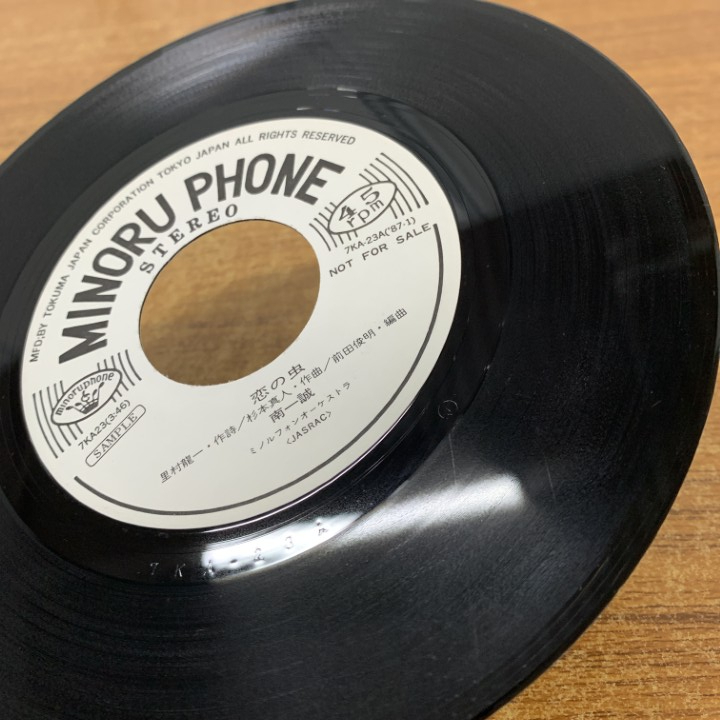 MFD. BY TOKUMA JAPAN CORPORATION TOKYO JAPAN ALL RIGHTS RESERVED
MINORU PHONE
STEREO
45
rpm
7KA-23A('87·1)
NOT FOR SALE
minoruphone
7KA23(3:46)
SAMPLE
恋の虫
里村龍一・作詩/杉本真人・作曲/前田俊明・編曲
南一誠
ミノルフォンオーケストラ
〈JASRAC〉
7KA-23A